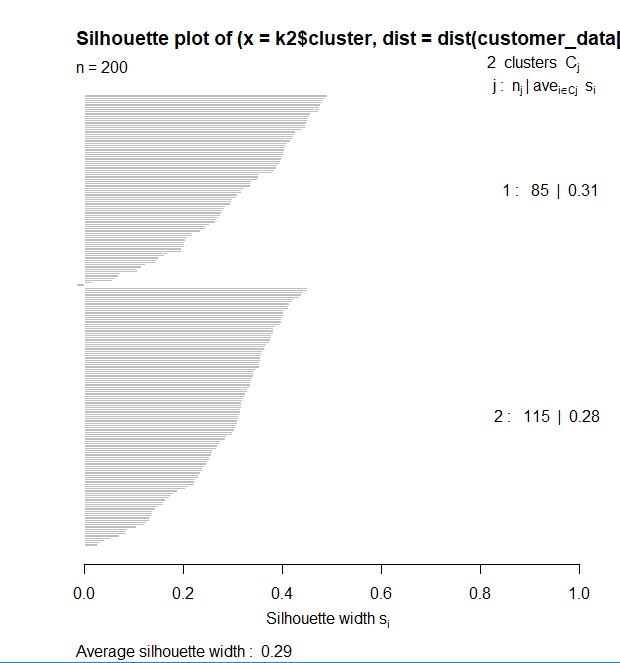 Silhouette plot of (x = k2$cluster, dist = dist(customer_data[
n = 200
2 clusters Cj
j : nj | avei∈Cj si
1 : 85 | 0.31
2 : 115 | 0.28
0.0 0.2 0.4 0.6 0.8 1.0
Silhouette width si
Average silhouette width : 0.29